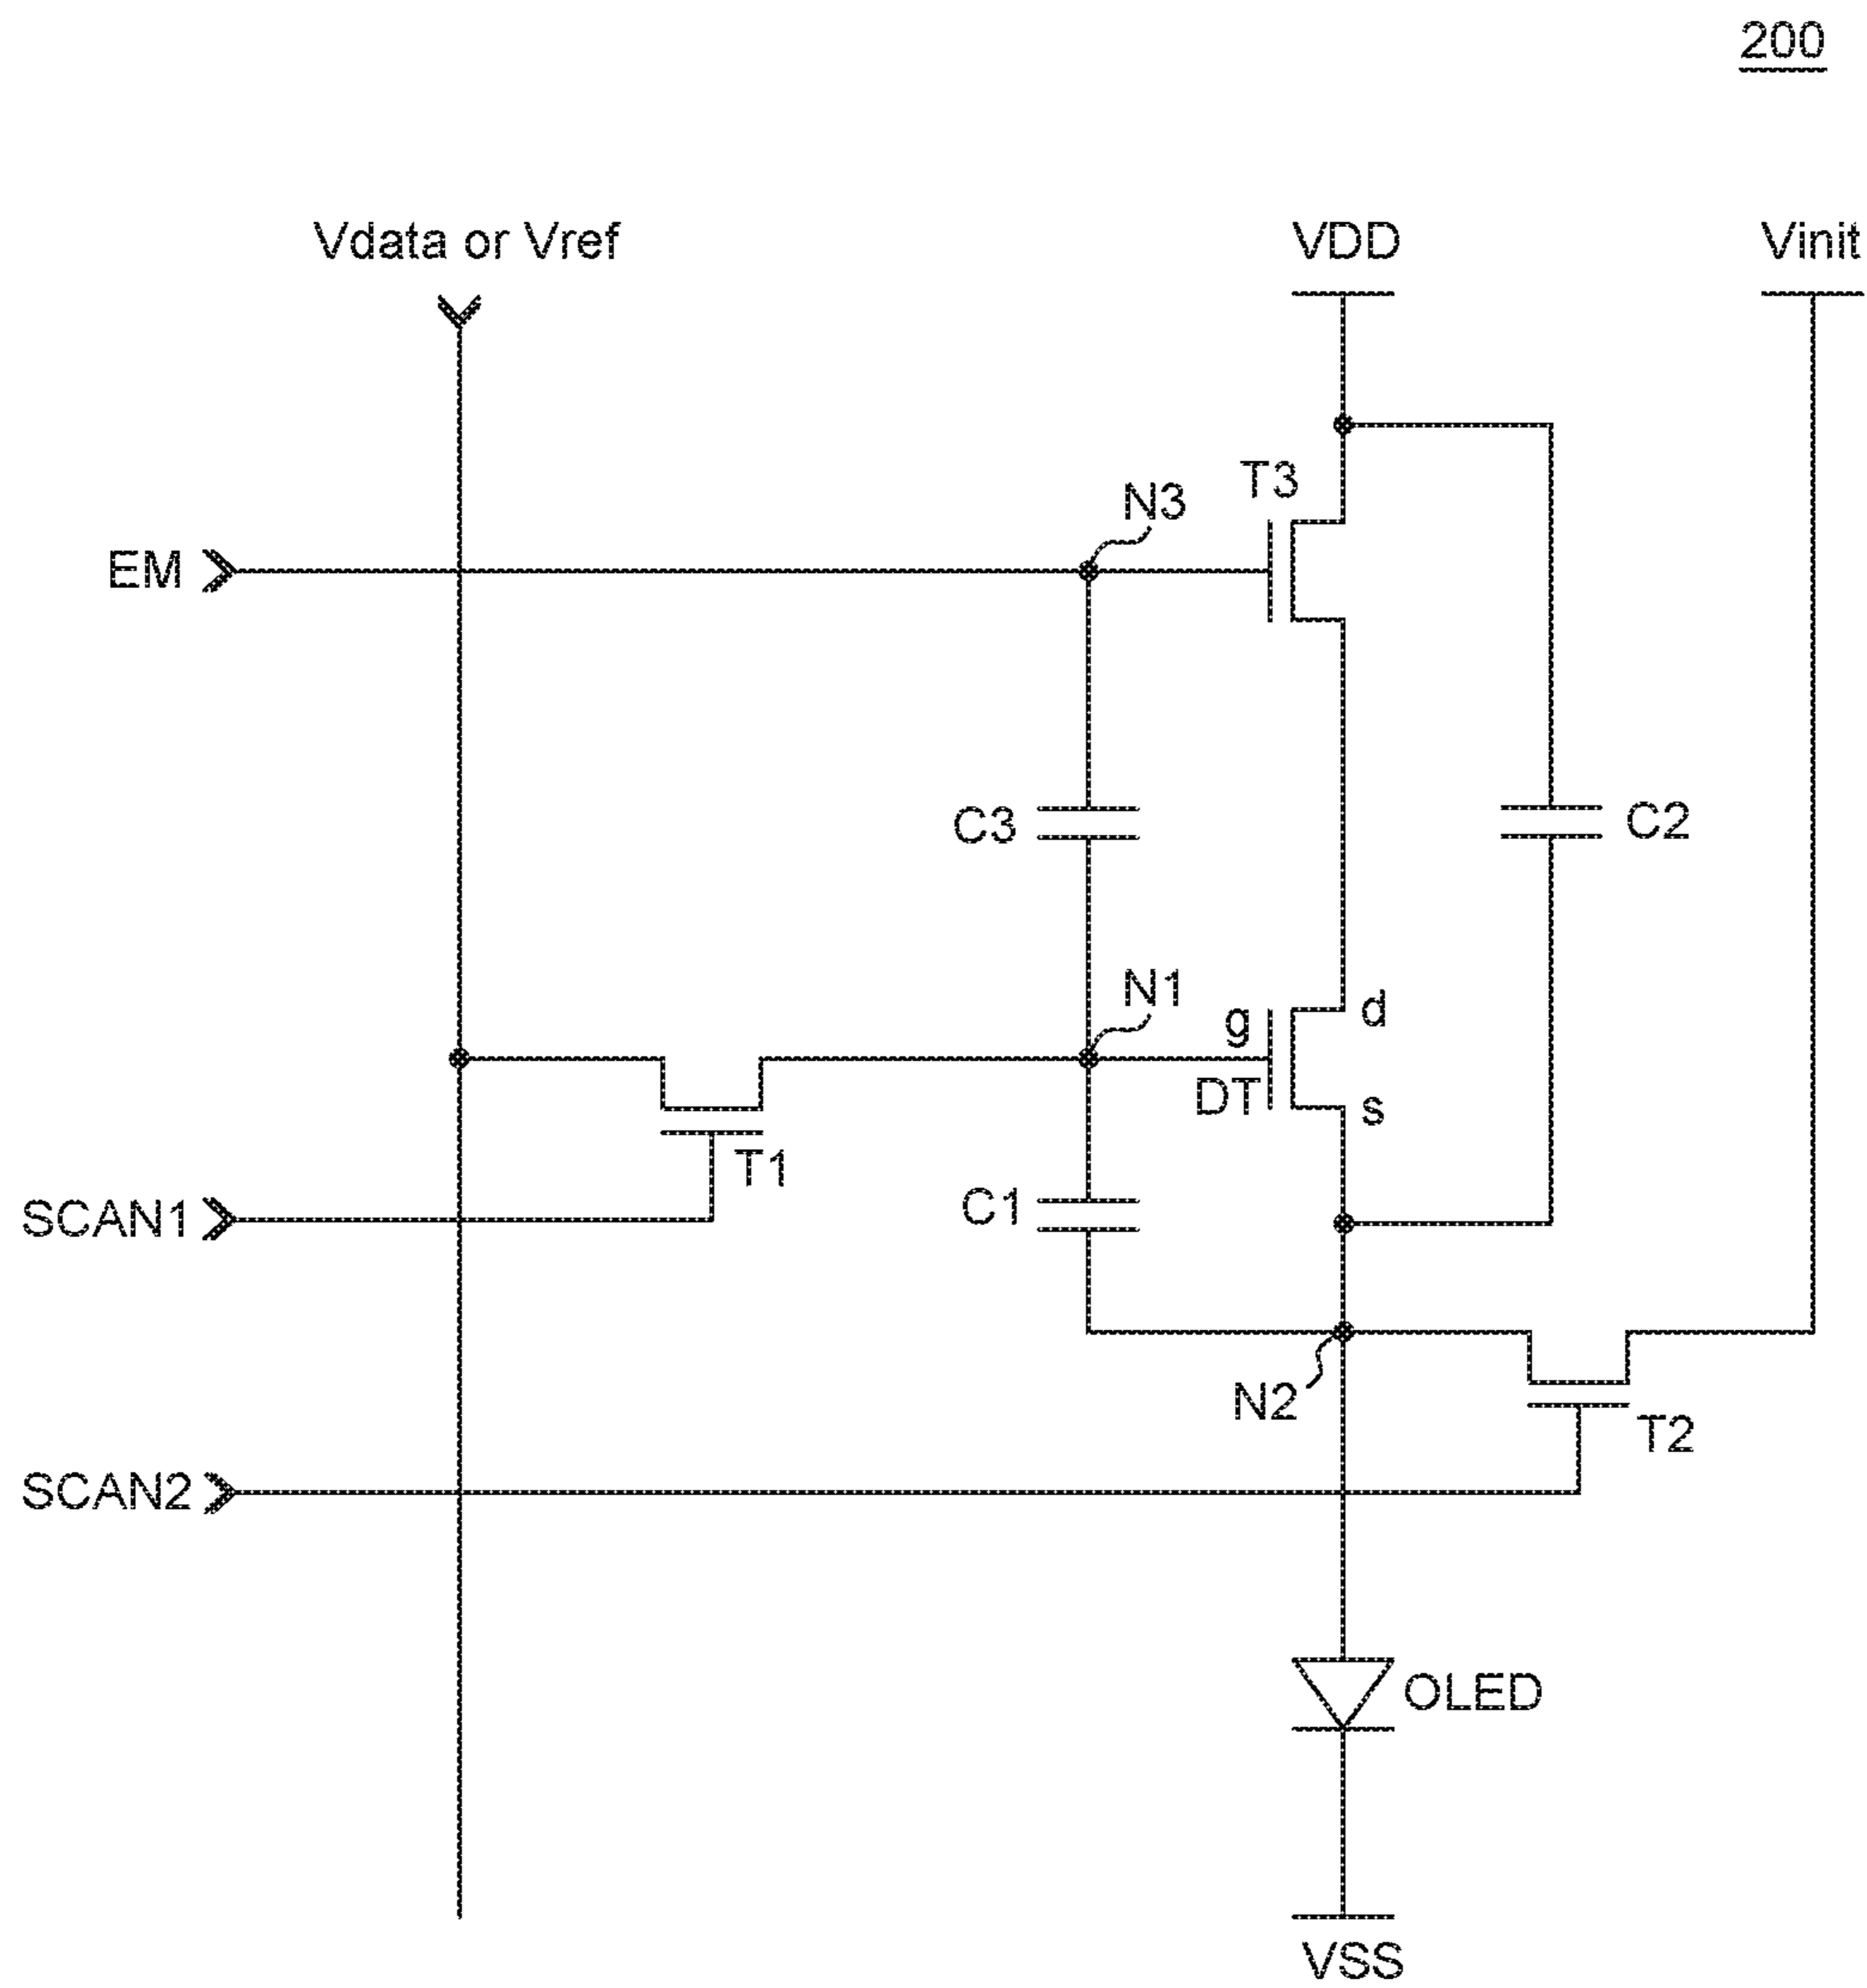 200
Vdata or Vref
VDD
Vinit
T3
N3
EM
C3
C2
N1
g
d
DT
s
T1
C1
SCAN1
N2
T2
SCAN2
OLED
VSS